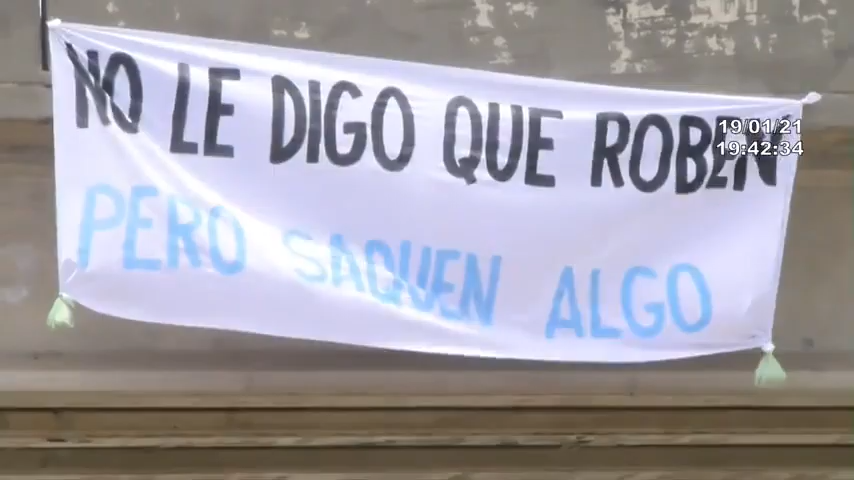 NO LE DIGO QUE ROBEN
PERO SAQUEN ALGO
19/01/21
19:42:34